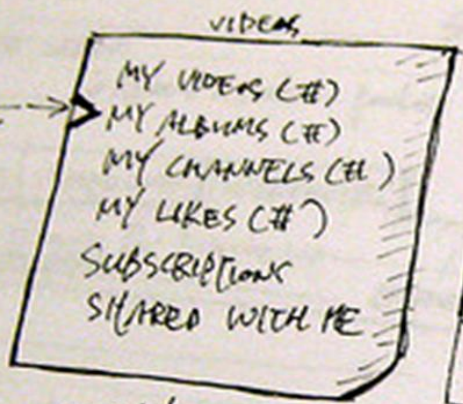 VIDEOS
MY VIDEOS (#)
MY ALBUMS (#)
MY CHANNELS (#)
MY LIKES (#)
SUBSCRIPTIONS
SHARED WITH ME